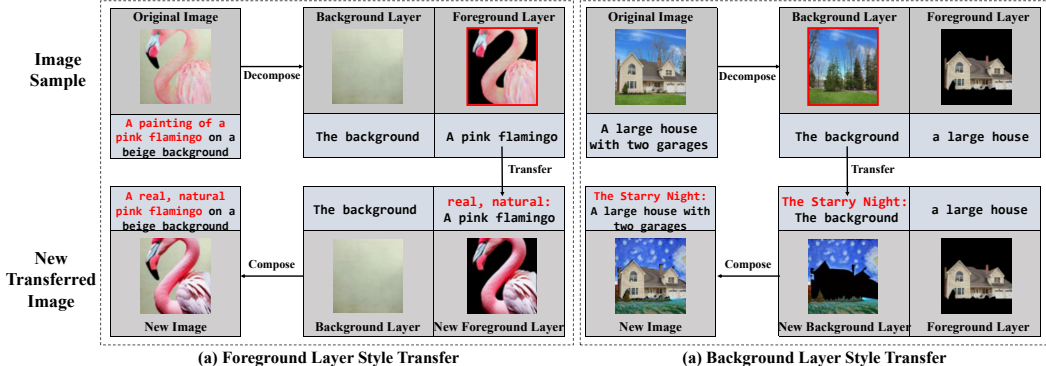 Image
Sample
Original Image
Decompose
Background Layer
Foreground Layer
A painting of a
pink flamingo on a
beige background
The background
A pink flamingo
Transfer
New
Transferred
Image
A real, natural
pink flamingo on a
beige background
Compose
The background
real, natural:
A pink flamingo
New Image
Background Layer
New Foreground Layer
(a) Foreground Layer Style Transfer
Original Image
Decompose
Background Layer
Foreground Layer
A large house
with two garages
The background
a large house
Transfer
The Starry Night:
A large house with
two garages
Compose
The Starry Night:
The background
a large house
New Image
New Background Layer
Foreground Layer
(a) Background Layer Style Transfer